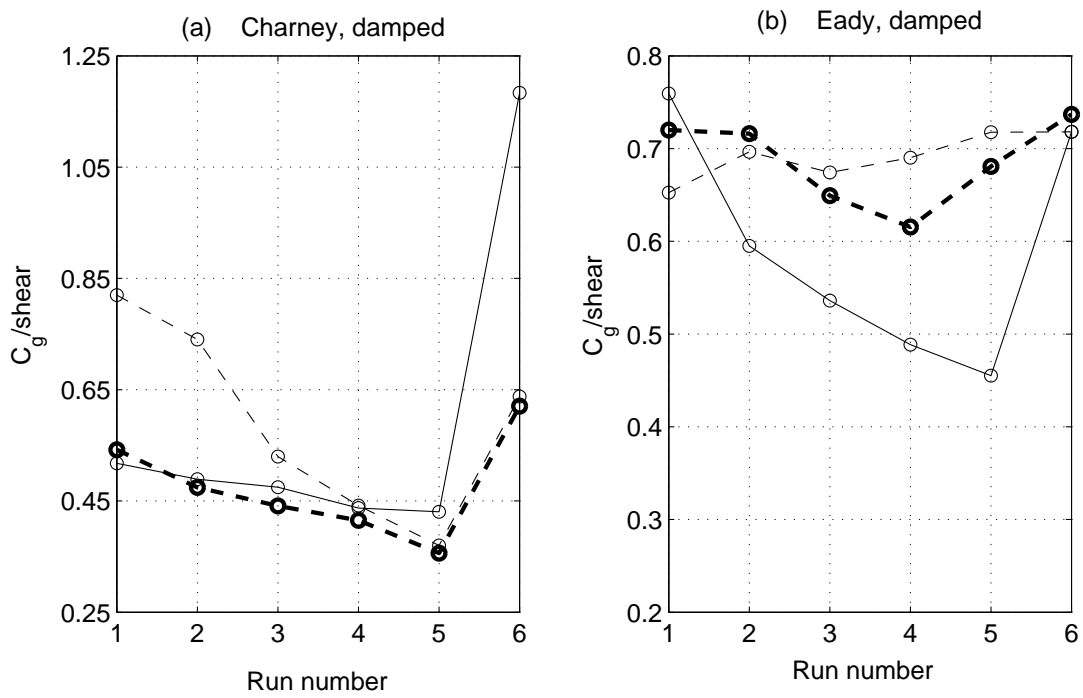 (a) Charney, damped
1.25
1.05
0.85
0.65
0.45
0.25
C_g/shear
1 2 3 4 5 6
Run number
(b) Eady, damped
0.8
0.7
0.6
0.5
0.4
0.3
0.2
C_g/shear
1 2 3 4 5 6
Run number